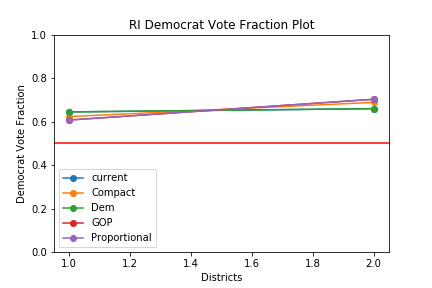 RI Democrat Vote Fraction Plot
1.0
0.8
0.6
0.4
0.2
0.0
Democrat Vote Fraction
current
Compact
Dem
GOP
Proportional
1.0 1.2 1.4 1.6 1.8 2.0
Districts